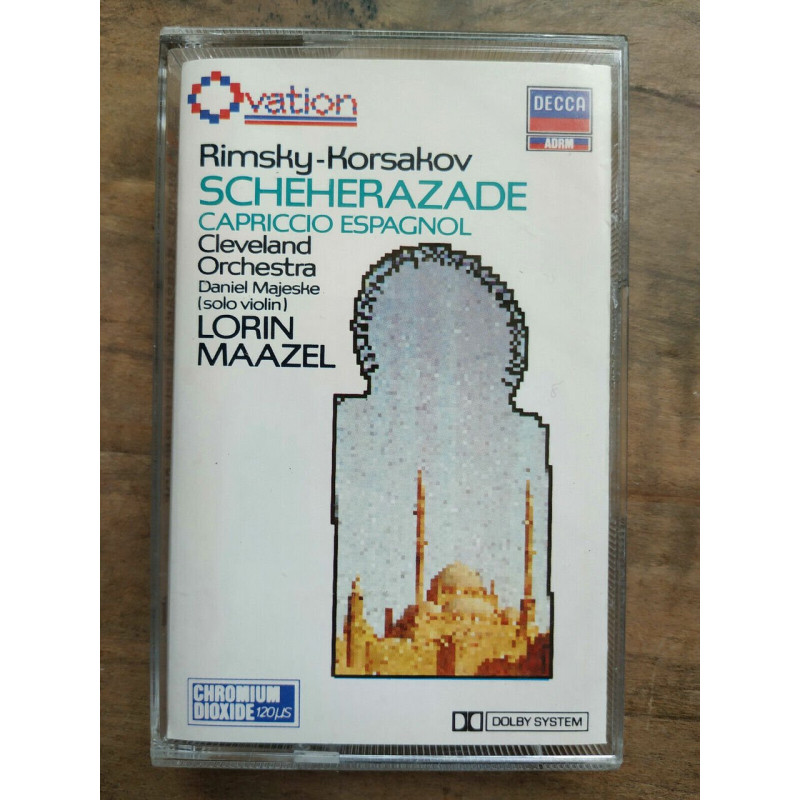 Ovation
DECCA
ADRM
Rimsky-Korsakov
SCHEHERAZADE
CAPRICCIO ESPAGNOL
Cleveland
Orchestra
Daniel Majeske
(solo violin)
LORIN
MAAZEL
CHROMIUM
DIOXIDE 120µS
DOLBY SYSTEM